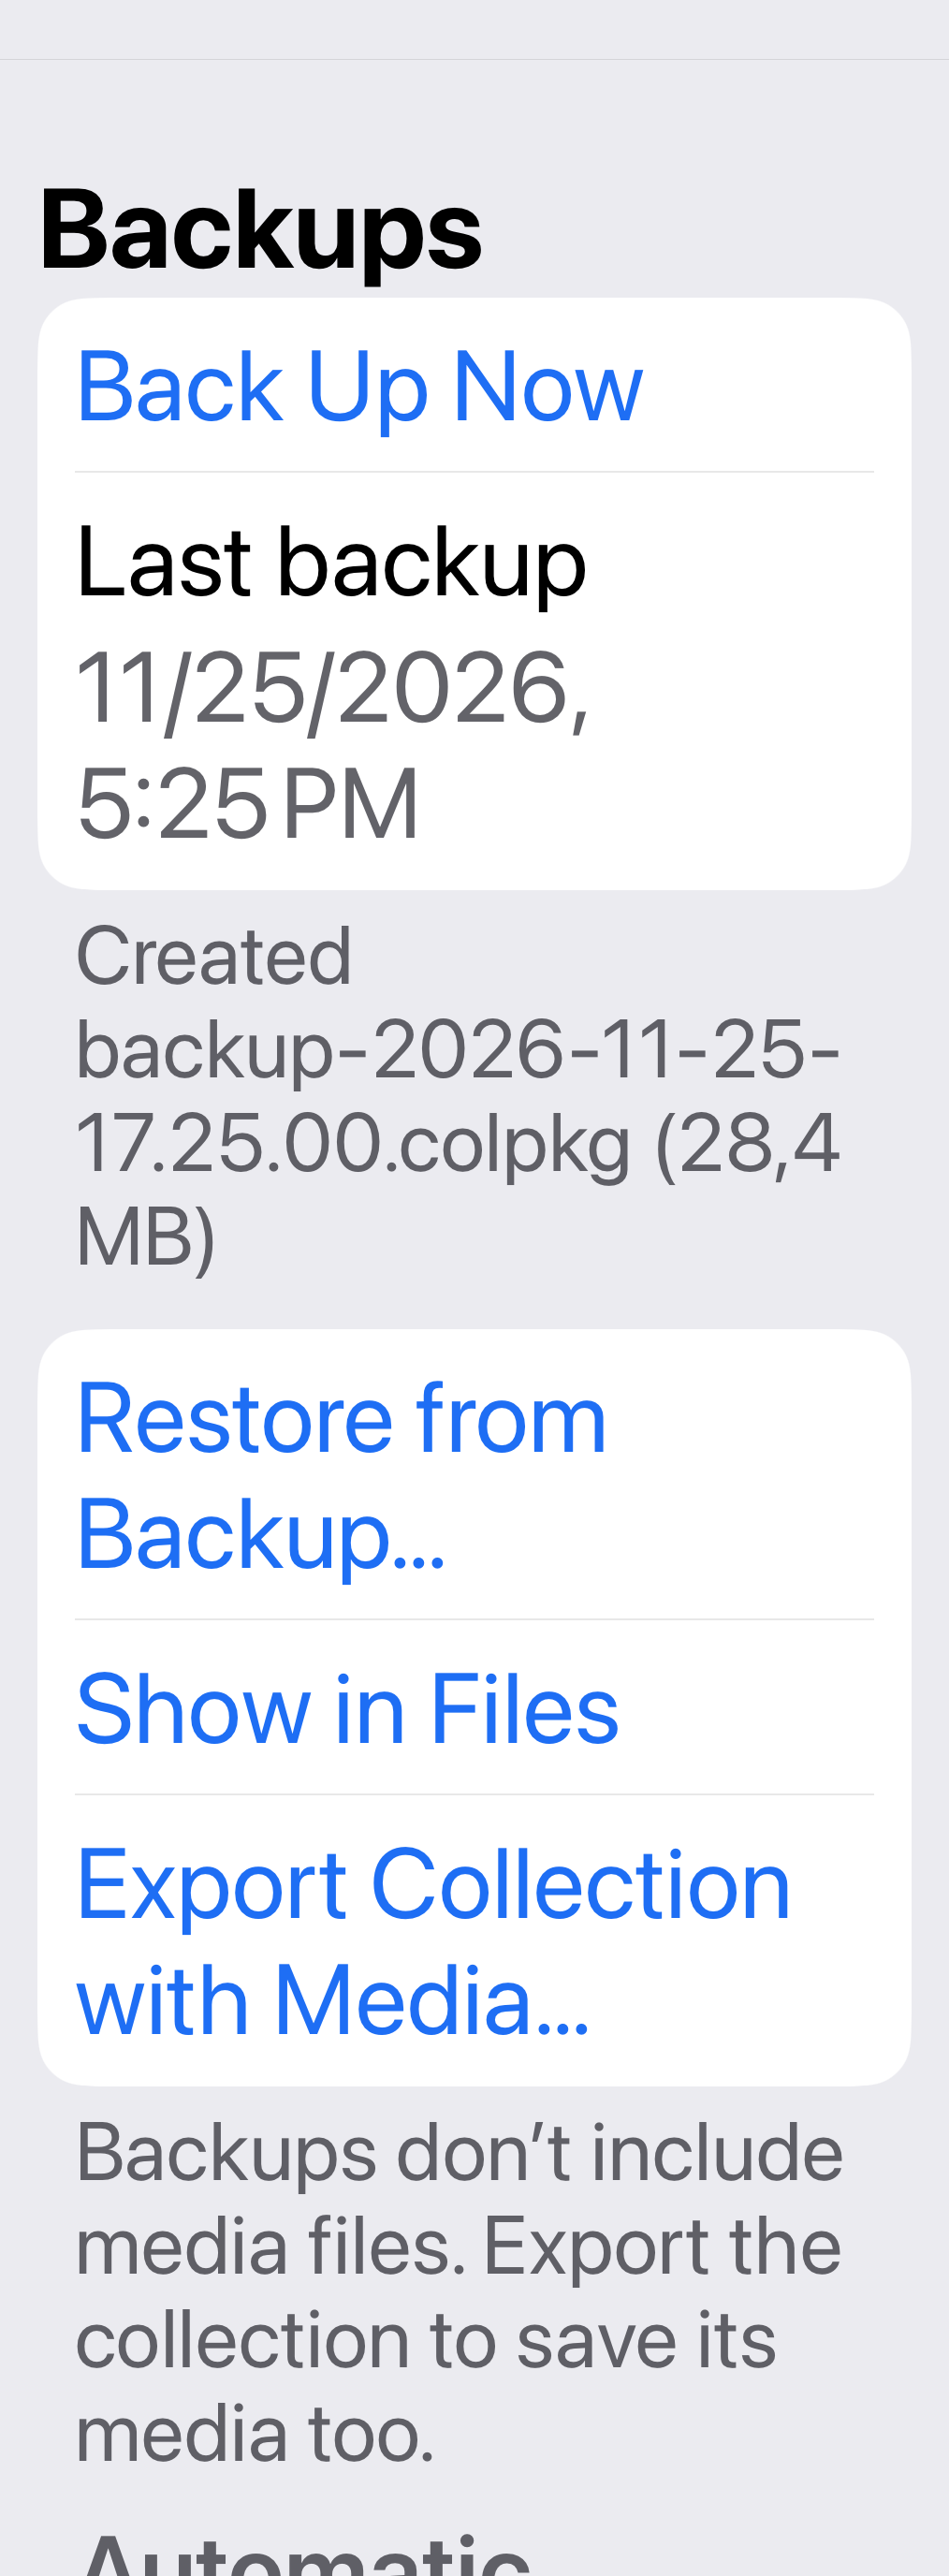 Backups
Back Up Now
Last backup
11/25/2026,
5:25 PM
Created
backup-2026-11-25-
17.25.00.colpkg (28,4
MB)
Restore from
Backup…
Show in Files
Export Collection
with Media…
Backups don’t include
media files. Export the
collection to save its
media too.
Automatic